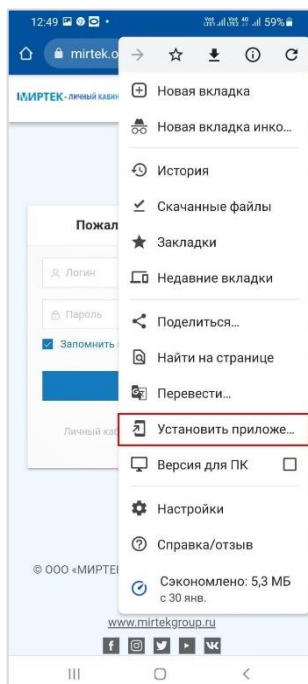 12:49
59%
mirtek.o
МИРТЕК - ЛИЧНЫЙ КАБИН
Новая вкладка
Новая вкладка инко...
История
Скачанные файлы
Пожал
Закладки
Логин
Недавние вкладки
Пароль
Поделиться...
Запомнить
Найти на странице
Перевести...
Личный каб
Установить приложе...
Версия для ПК
Настройки
Справка/отзыв
© ООО «МИРТЕ
Сэкономлено: 5,3 МБ
с 30 янв.
www.mirtekgroup.ru